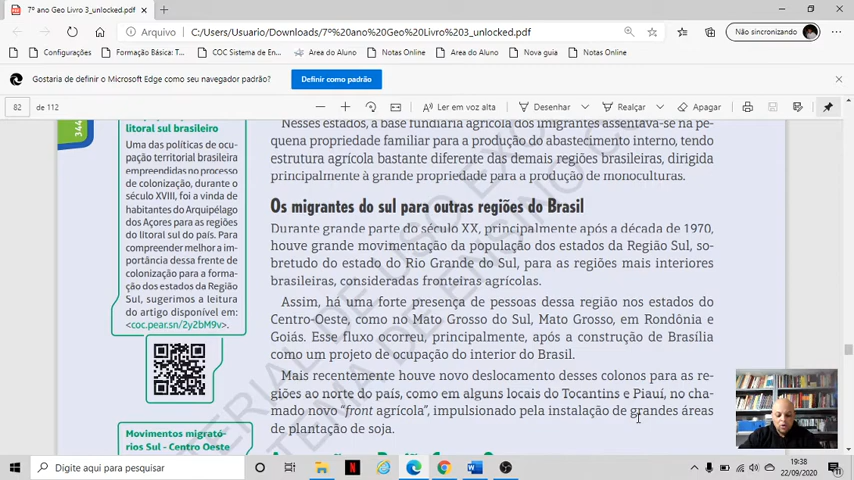 7º ano Geo Livro 3_unlocked.pdf
Arquivo
C:/Users/Usuario/Downloads/7º%20ano%20Geo%20Livro%203_unlocked.pdf
Não sincronizando
Configurações
Formação Básica: T...
COC Sistema de En...
Área do Aluno
Notas Online
Area do Aluno
Nova guia
Notas Online
Gostaria de definir o Microsoft Edge como seu navegador padrão?
Definir como padrão
82 de 112
Ler em voz alta
Desenhar
Realçar
Apagar
344
litoral sul brasileiro
Uma das políticas de ocu-
pação territorial brasileira
empreendidas no processo
de colonização, durante o
século XVIII, foi a vinda de
habitantes do Arquipélago
dos Açores para as regiões
do litoral sul do país. Para
compreender melhor a im-
portância dessa frente de
colonização para a forma-
ção dos estados da Região
Sul, sugerimos a leitura
do artigo disponível em:
<coc.pear.sn/2y2bM9v>.
Movimentos migrató-
rios Sul - Centro Oeste
Nesses estados, a base fundiária agrícola dos imigrantes assentava-se na pe-
quena propriedade familiar para a produção do abastecimento interno, tendo
estrutura agrícola bastante diferente das demais regiões brasileiras, dirigida
principalmente à grande propriedade para a produção de monoculturas.
Os migrantes do sul para outras regiões do Brasil
Durante grande parte do século XX, principalmente após a década de 1970,
houve grande movimentação da população dos estados da Região Sul, so-
bretudo do estado do Rio Grande do Sul, para as regiões mais interiores
brasileiras, consideradas fronteiras agrícolas.
Assim, há uma forte presença de pessoas dessa região nos estados do
Centro-Oeste, como no Mato Grosso do Sul, Mato Grosso, em Rondônia e
Goiás. Esse fluxo ocorreu, principalmente, após a construção de Brasília
como um projeto de ocupação do interior do Brasil.
Mais recentemente houve novo deslocamento desses colonos para as re-
giões ao norte do país, como em alguns locais do Tocantins e Piauí, no cha-
mado novo “front agrícola”, impulsionado pela instalação de grandes áreas
de plantação de soja.
MATERIAL DE USO EXC
SISTEMA DE ENSINO
Digite aqui para pesquisar
19:38
22/09/2020